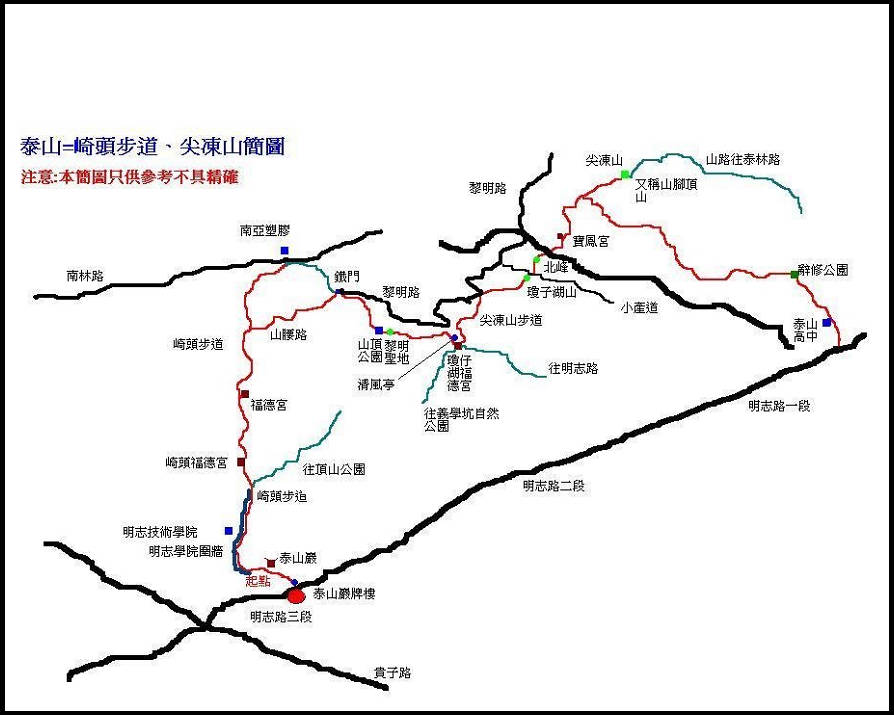 泰山=崎頭步道、尖凍山簡圖
注意:本簡圖只供參考不具精確
尖凍山
山路往泰林路
又稱山腳頂
山
黎明路
寶鳳宮
南亞塑膠
北峰
辭修公園
鐵門
南林路
黎明路
瓊子湖山
小產道
尖凍山步道
泰山
高中
山腰路
崎頭步道
山頂
公園
黎明
聖地
瓊仔
湖福
德宮
往明志路
清風亭
福德宮
往義學坑自然
公園
明志路一段
崎頭福德宮
往頂山公園
崎頭步道
明志路二段
明志技術學院
明志學院圍牆
泰山巖
起點
泰山巖牌樓
明志路三段
貴子路